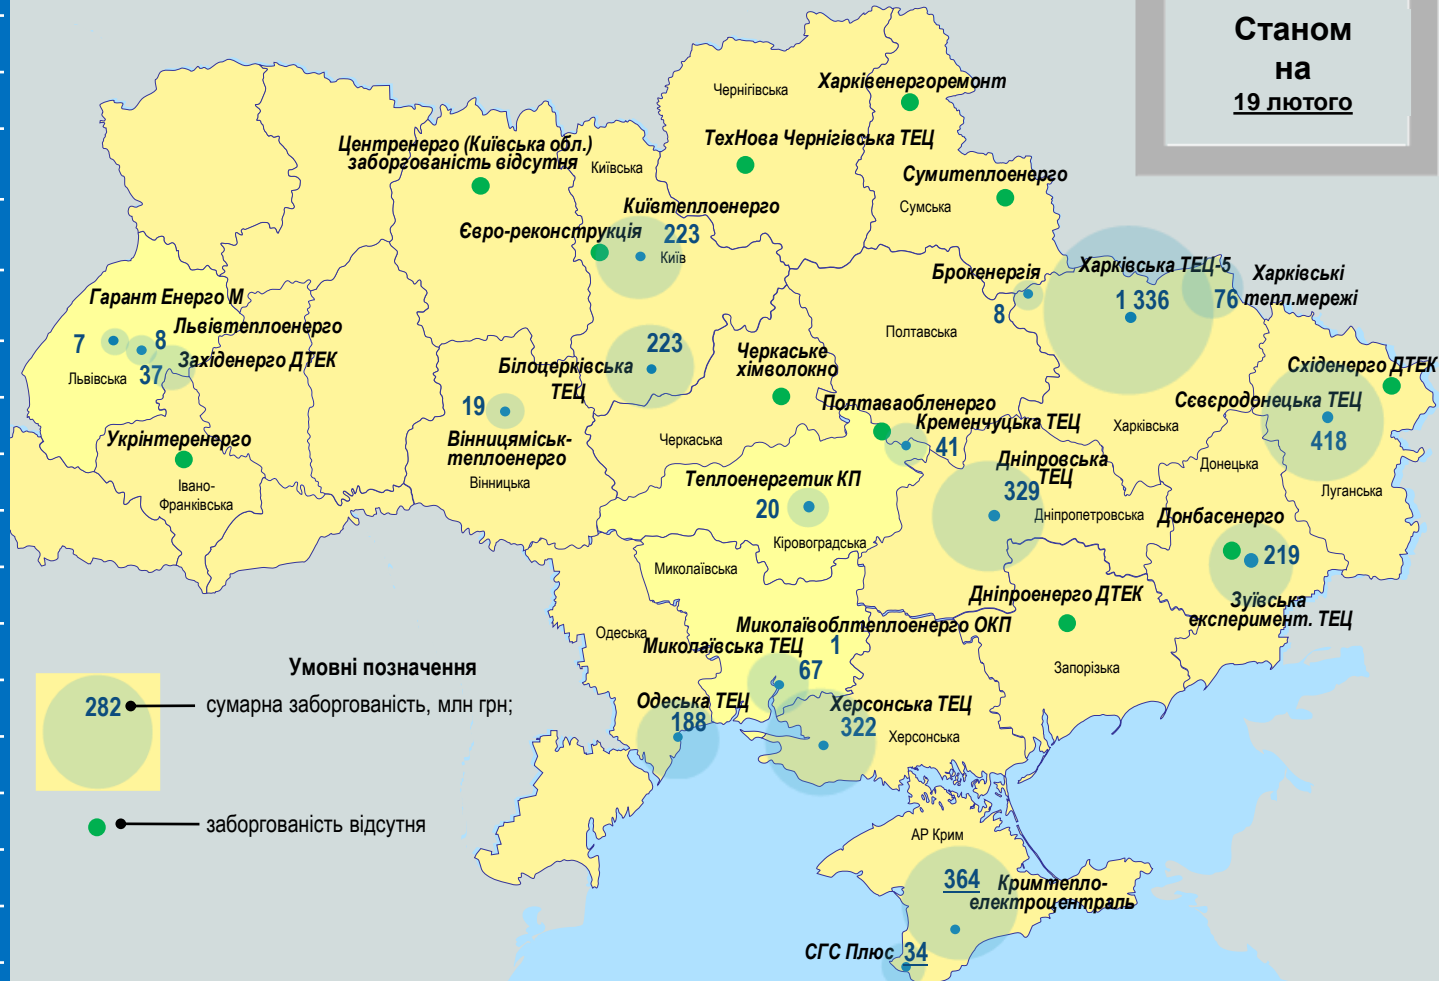 Станом
на
19 лютого
Чернігівська
Харківенергоремонт
ТехНова Чернігівська ТЕЦ
Центренерго (Київська обл.)
заборгованість відсутня
Київська
Сумитеплоенерго
Сумська
Київтеплоенерго
Євро-реконструкція
223
Київ
Брокенергія
8
Харківська ТЕЦ-5
1 336
76
Харківські
тепл.мережі
Гарант Енерго М
7
8
Львівтеплоенерго
Західенерго ДТЕК
37
Львівська
Полтавська
223
Білоцерківська
ТЕЦ
Черкаське
хімволокно
Східенерго ДТЕК
Сєвєродонецька ТЕЦ
418
19
Вінницяміськ-
теплоенерго
Вінницька
Полтаваобленерго
Кременчуцька ТЕЦ
41
Харківська
Черкаська
Укрінтеренерго
Івано-
Франківська
Дніпровська
ТЕЦ
329
Донецька
Луганська
Теплоенергетик КП
20
Дніпропетровська
Донбасенерго
Кіровоградська
219
Миколаївська
Зуївська
експеримент. ТЕЦ
Дніпроенерго ДТЕК
Одеська
Миколаївоблтеплоенерго ОКП
1
Миколаївська ТЕЦ
67
Запорізька
Умовні позначення
282
сумарна заборгованість, млн грн;
Одеська ТЕЦ
188
Херсонська ТЕЦ
322
Херсонська
заборгованість відсутня
АР Крим
364
Кримтепло-
електроцентраль
СГС Плюс
34